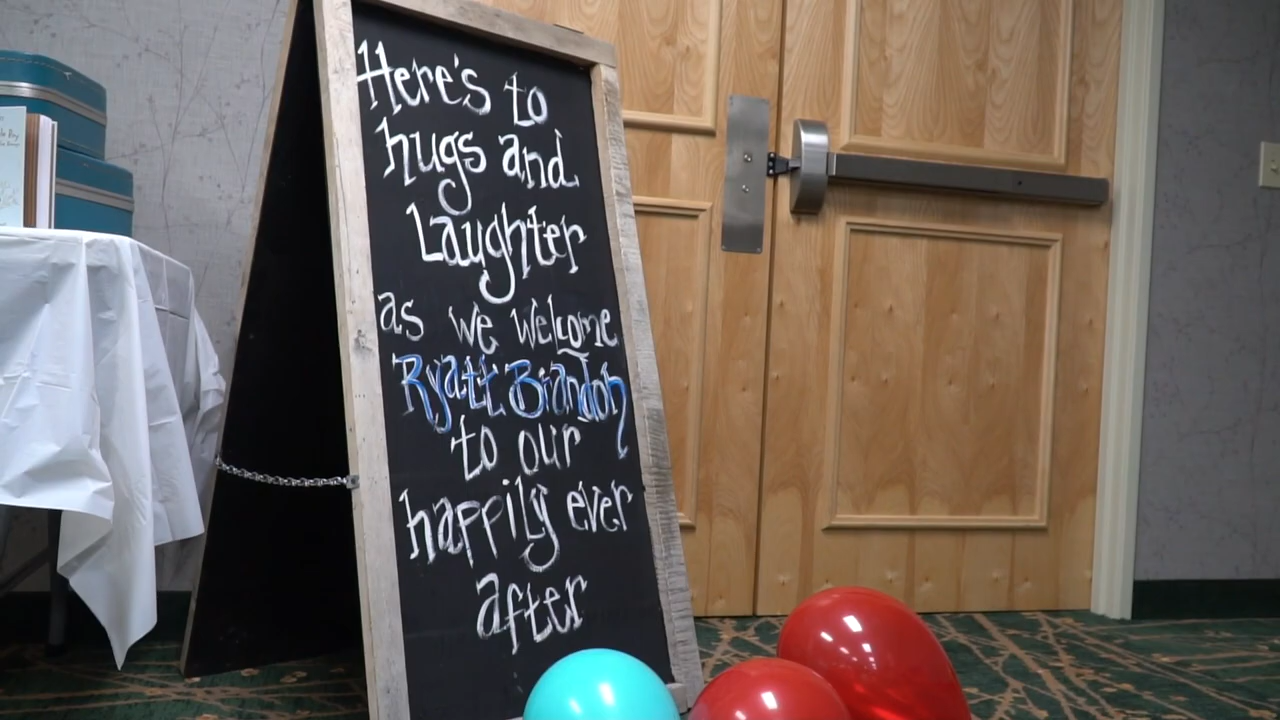 Here's to
hugs and
Laughter
as we welcome
Ryatt Brandon
to our
happily ever
after